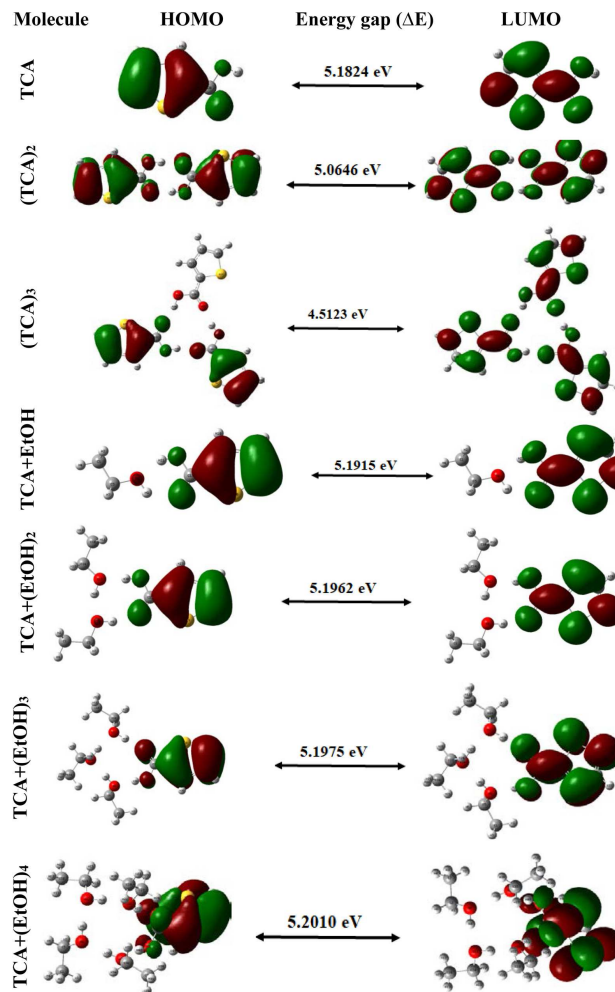 Molecule HOMO Energy gap (ΔE) LUMO
TCA 5.1824 eV
(TCA)₂ 5.0646 eV
(TCA)₃ 4.5123 eV
TCA+EtOH 5.1915 eV
TCA+(EtOH)₂ 5.1962 eV
TCA+(EtOH)₃ 5.1975 eV
TCA+(EtOH)₄ 5.2010 eV